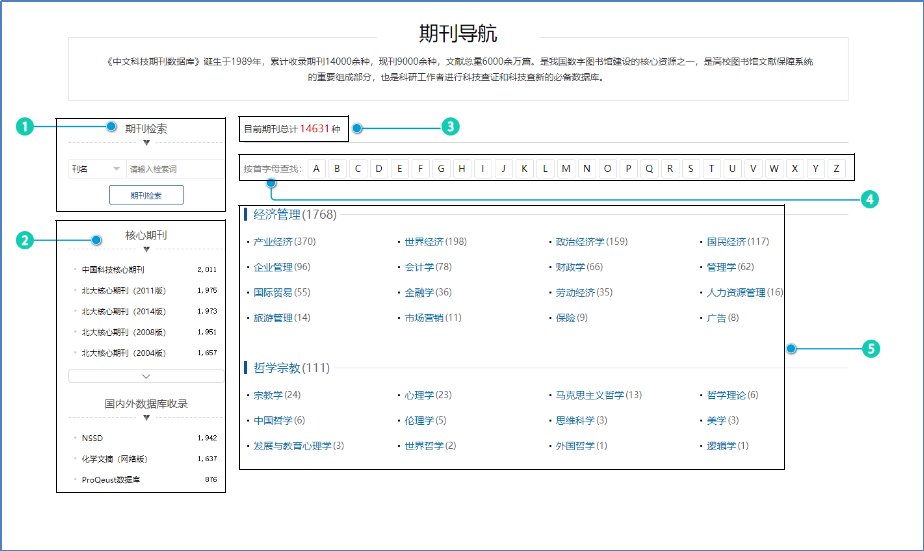 期刊导航
《中文科技期刊数据库》诞生于1989年，累计收录期刊14000余种，现刊9000余种，文献总量6000余万篇。是我国数字图书馆建设的核心资源之一，是高校图书馆文献保障系统
的重要组成部分，也是科研工作者进行科技查证和科技查新的必备数据库。
1
期刊检索
刊名 请输入检索词
期刊检索
2
核心期刊
中国科技核心期刊 2,011
北大核心期刊（2011版） 1,975
北大核心期刊（2014版） 1,973
北大核心期刊（2008版） 1,951
北大核心期刊（2004版） 1,657
国内外数据库收录
NSSD 1,942
化学文摘（网络版） 1,637
ProQeust数据库 876
目前期刊总计 14631 种
3
按首字母查找： A B C D E F G H I J K L M N O P Q R S T U V W X Y Z
4
经济管理(1768)
产业经济(370) 世界经济(198) 政治经济学(159) 国民经济(117)
企业管理(96) 会计学(78) 财政学(66) 管理学(62)
国际贸易(55) 金融学(36) 劳动经济(35) 人力资源管理(16)
旅游管理(14) 市场营销(11) 保险(9) 广告(8)
5
哲学宗教(111)
宗教学(24) 心理学(23) 马克思主义哲学(13) 哲学理论(6)
中国哲学(6) 伦理学(5) 思维科学(3) 美学(3)
发展与教育心理学(3) 世界哲学(2) 外国哲学(1) 逻辑学(1)